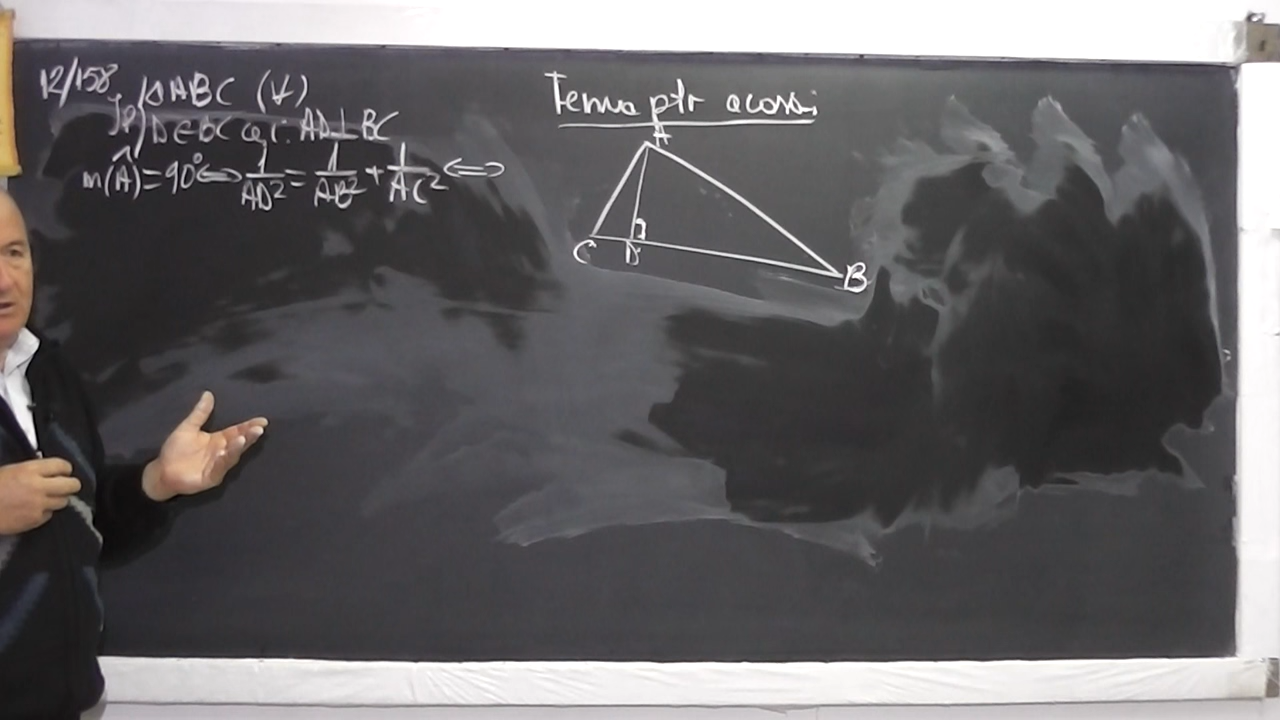 12/158
Ip) △ABC (∀)
D∈BC a.î. AD⊥BC
m(Â)=90°⟺1/AD²=1/AB²+1/AC²⟺
Tema ptr acasă
A
C D B